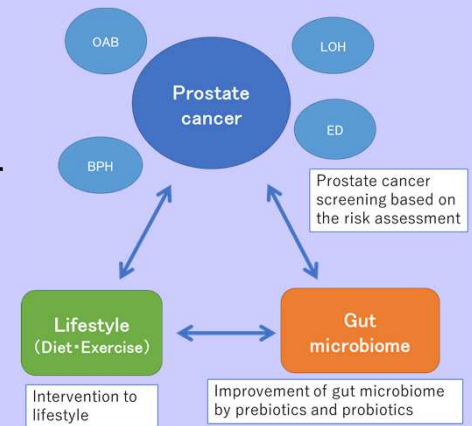 OAB
LOH
Prostate
cancer
ED
BPH
Prostate cancer
screening based on
the risk assessment
Lifestyle
(Diet・Exercise)
Gut
microbiome
Intervention to
lifestyle
Improvement of gut microbiome
by prebiotics and probiotics